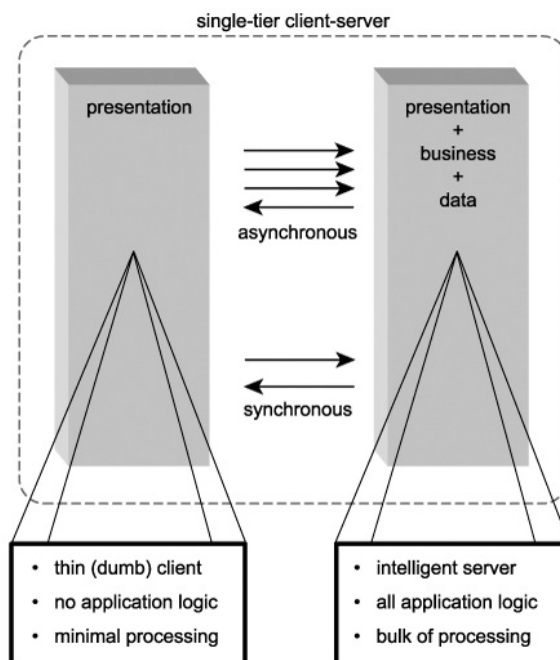 single-tier client-server
presentation
presentation
+
business
+
data
asynchronous
synchronous
• thin (dumb) client
• no application logic
• minimal processing
• intelligent server
• all application logic
• bulk of processing